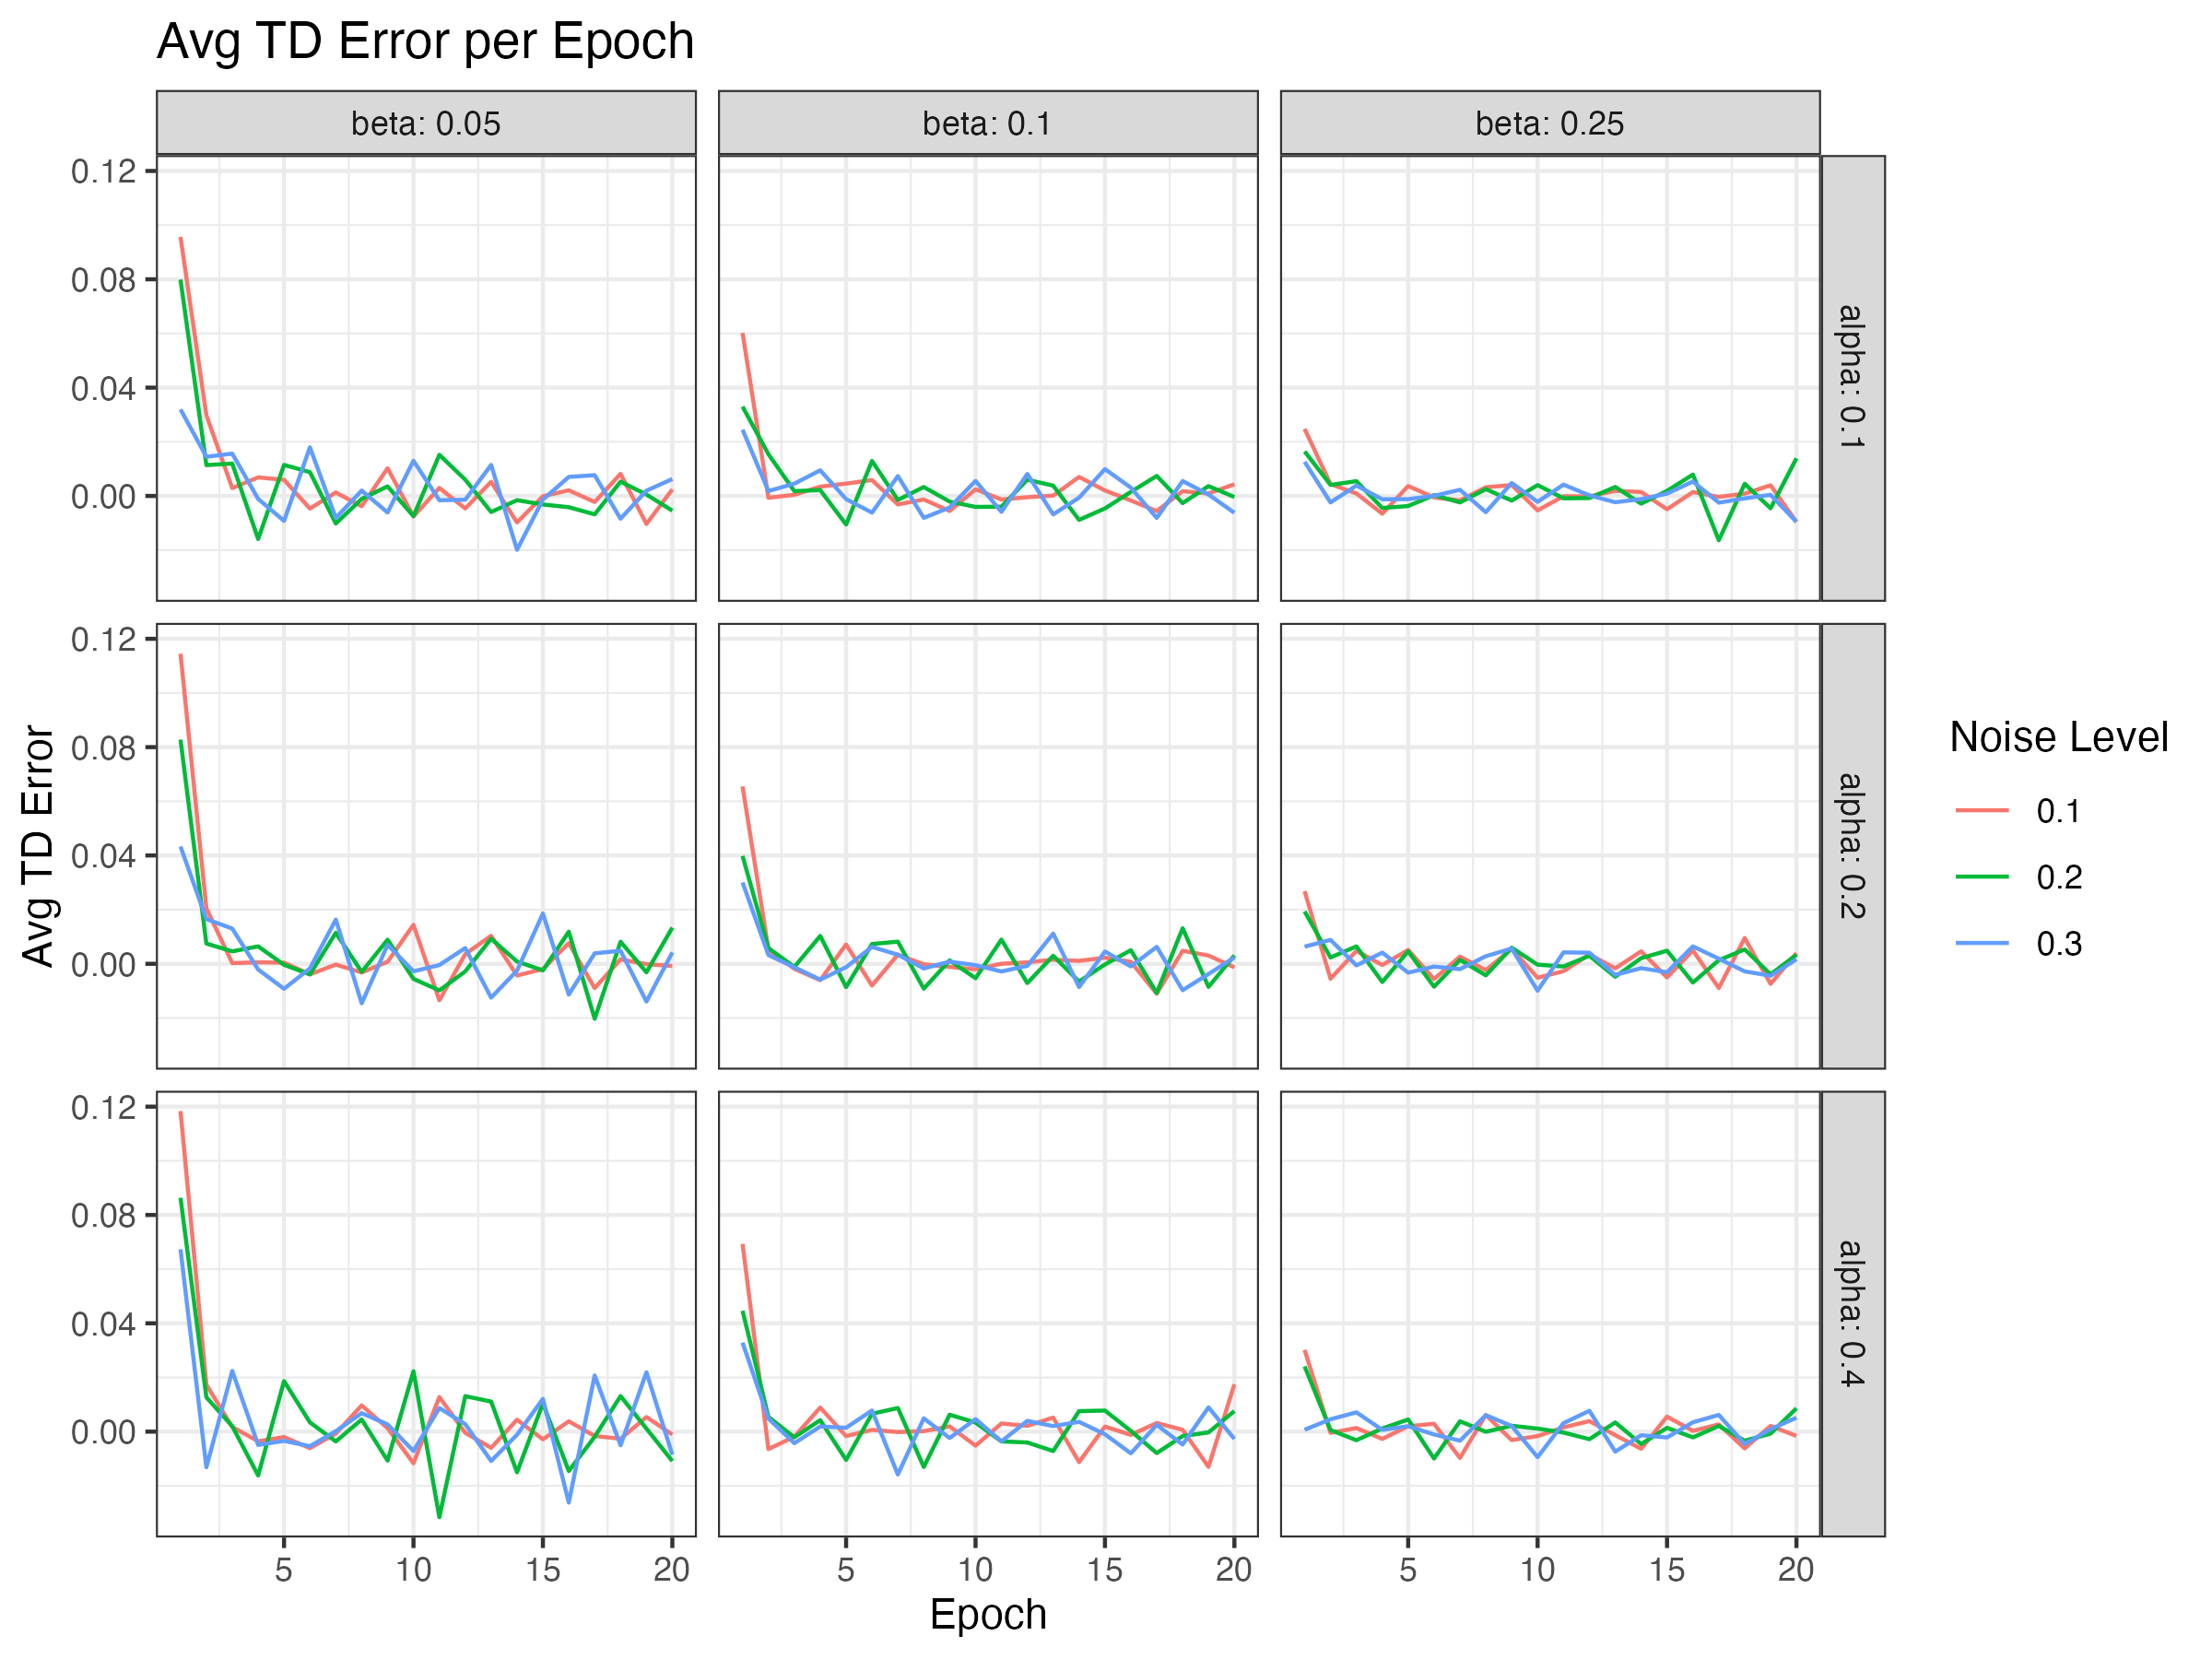 Avg TD Error per Epoch
beta: 0.05
beta: 0.1
beta: 0.25
0.12
0.08
0.04
0.00
alpha: 0.1
0.12
0.08
0.04
0.00
alpha: 0.2
0.12
0.08
0.04
0.00
alpha: 0.4
Avg TD Error
5 10 15 20
5 10 15 20
5 10 15 20
Epoch
Noise Level
0.1
0.2
0.3